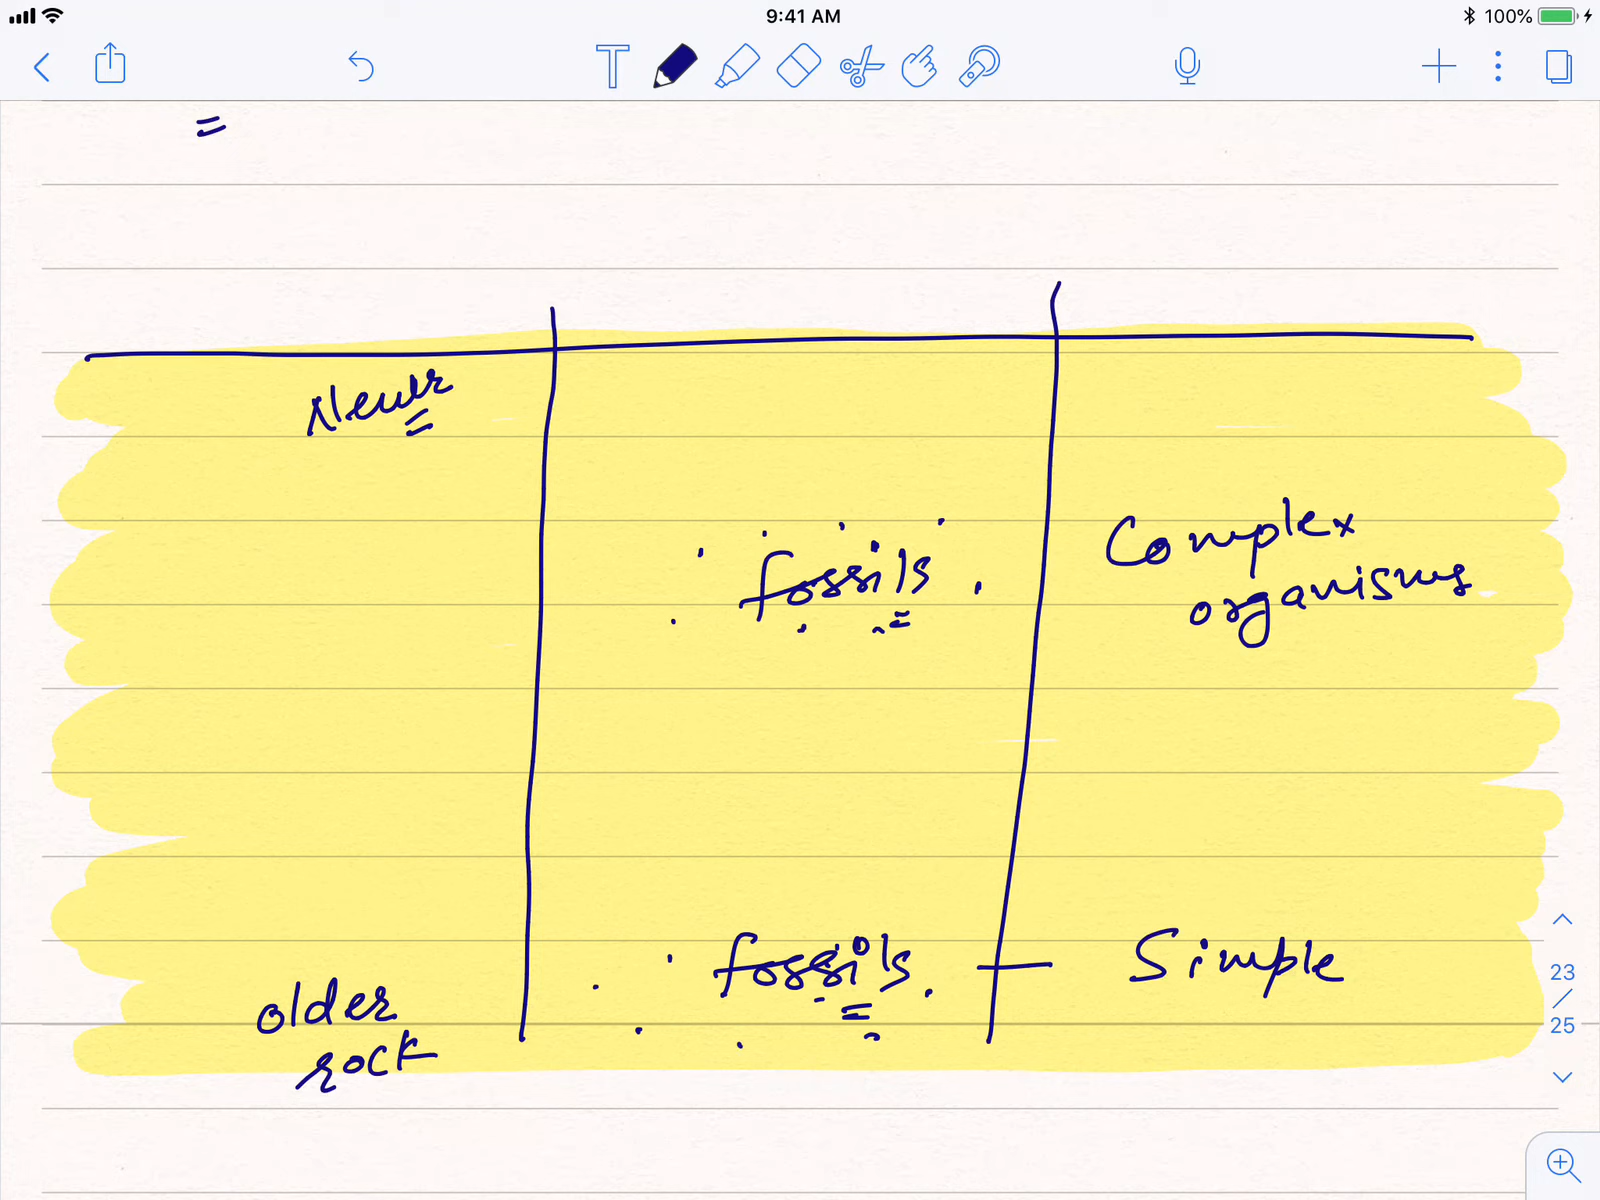 9:41 AM
100%
T
Newer
fossils
Complex
organisms
fossils — Simple
older
rock
23
/
25